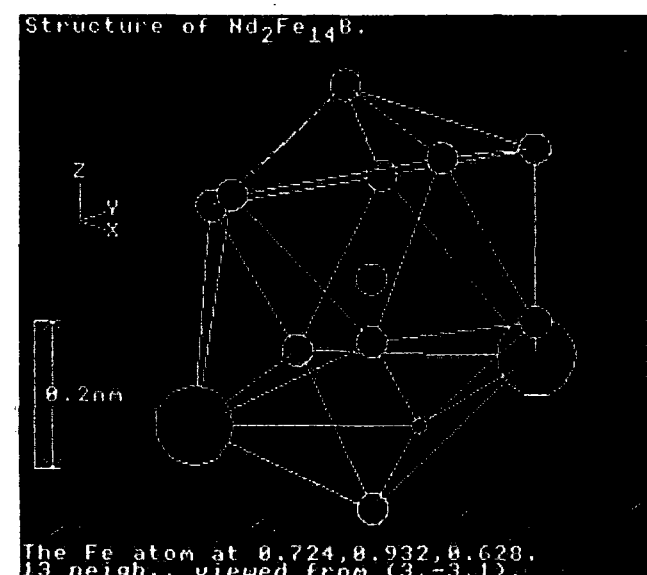 Structure of Nd2Fe14B.
Z
Y
X
0.2nm
The Fe atom at 0.724,0.932,0.628.
13 neigh., viewed from (3,-3,1)